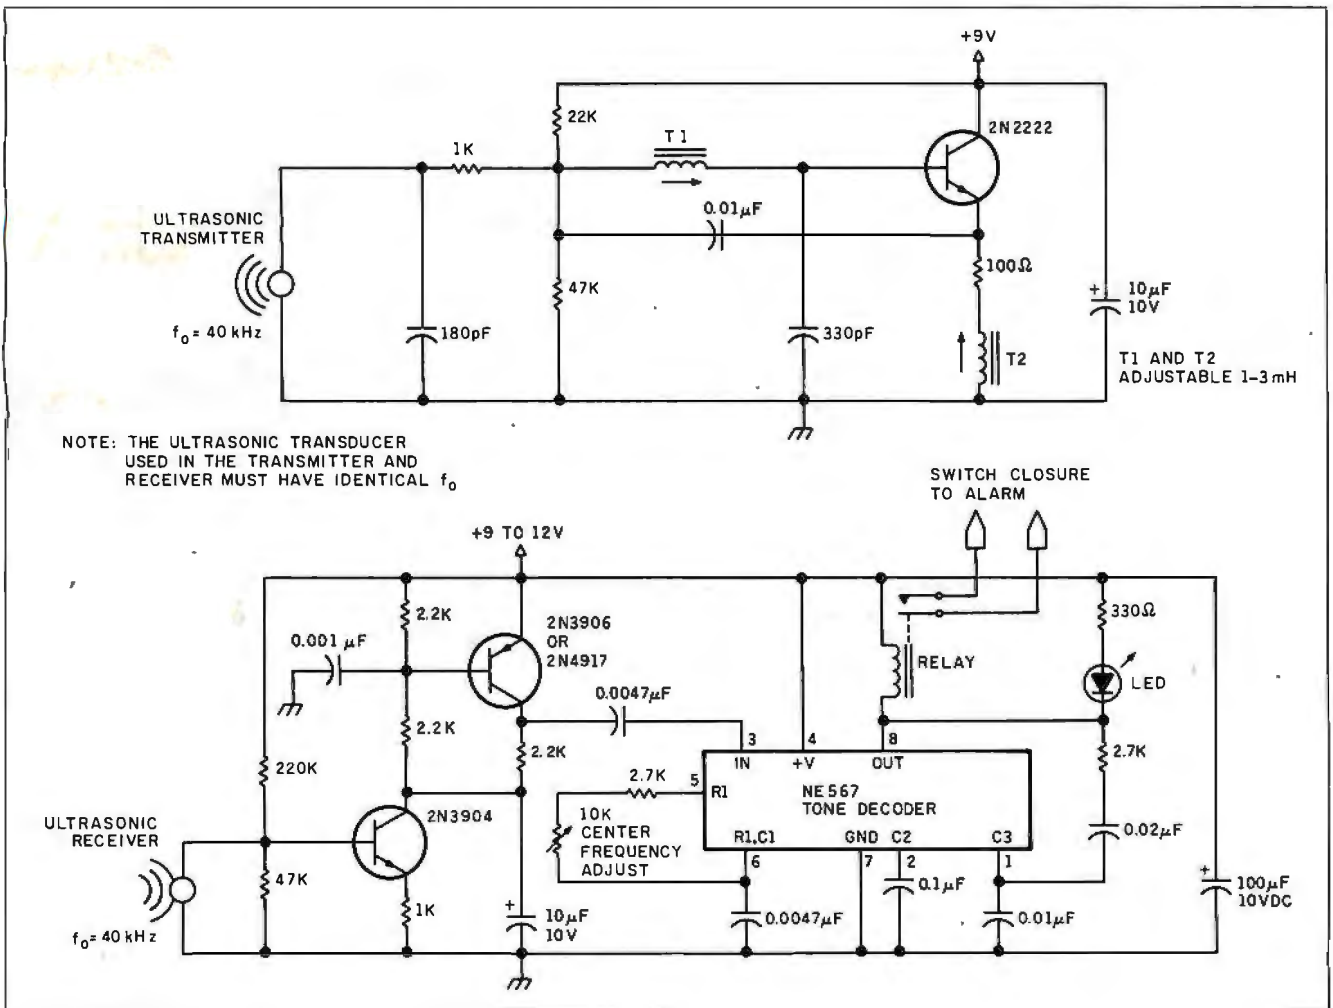 +9V
22K
2N2222
T1
1K
0.01µF
ULTRASONIC
TRANSMITTER
100Ω
47K
+
10µF
10V
f₀ = 40 kHz
180pF
330pF
T2
T1 AND T2
ADJUSTABLE 1-3mH
NOTE: THE ULTRASONIC TRANSDUCER
USED IN THE TRANSMITTER AND
RECEIVER MUST HAVE IDENTICAL f₀
SWITCH CLOSURE
TO ALARM
+9 TO 12V
2.2K
2N3906
OR
2N4917
330Ω
0.001 µF
RELAY
LED
0.0047µF
2.2K
2.2K
3
4
8
2.7K
IN
+V
OUT
220K
2.7K
5
R1
NE567
TONE DECODER
2N3904
10K
CENTER
FREQUENCY
ADJUST
ULTRASONIC
RECEIVER
R1,C1
GND
C2
C3
0.02µF
6
7
2
1
47K
0.1µF
+
100µF
10VDC
1K
+
10µF
10V
0.0047µF
0.01µF
f₀ = 40 kHz